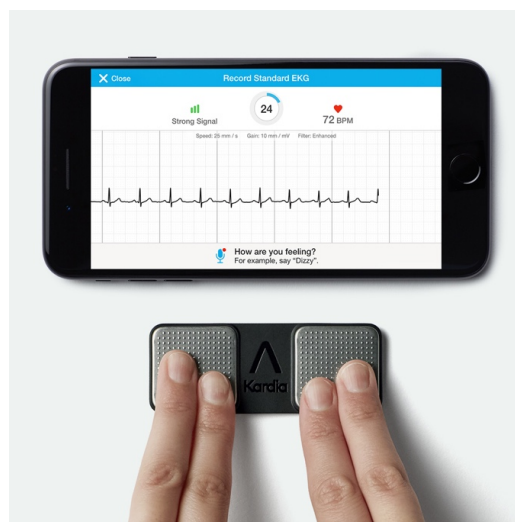 X Close
Record Standard EKG
Strong Signal
24
72 BPM
Speed: 25 mm / s Gain: 10 mm / mV Filter: Enhanced
How are you feeling?
For example, say "Dizzy".
Kardia